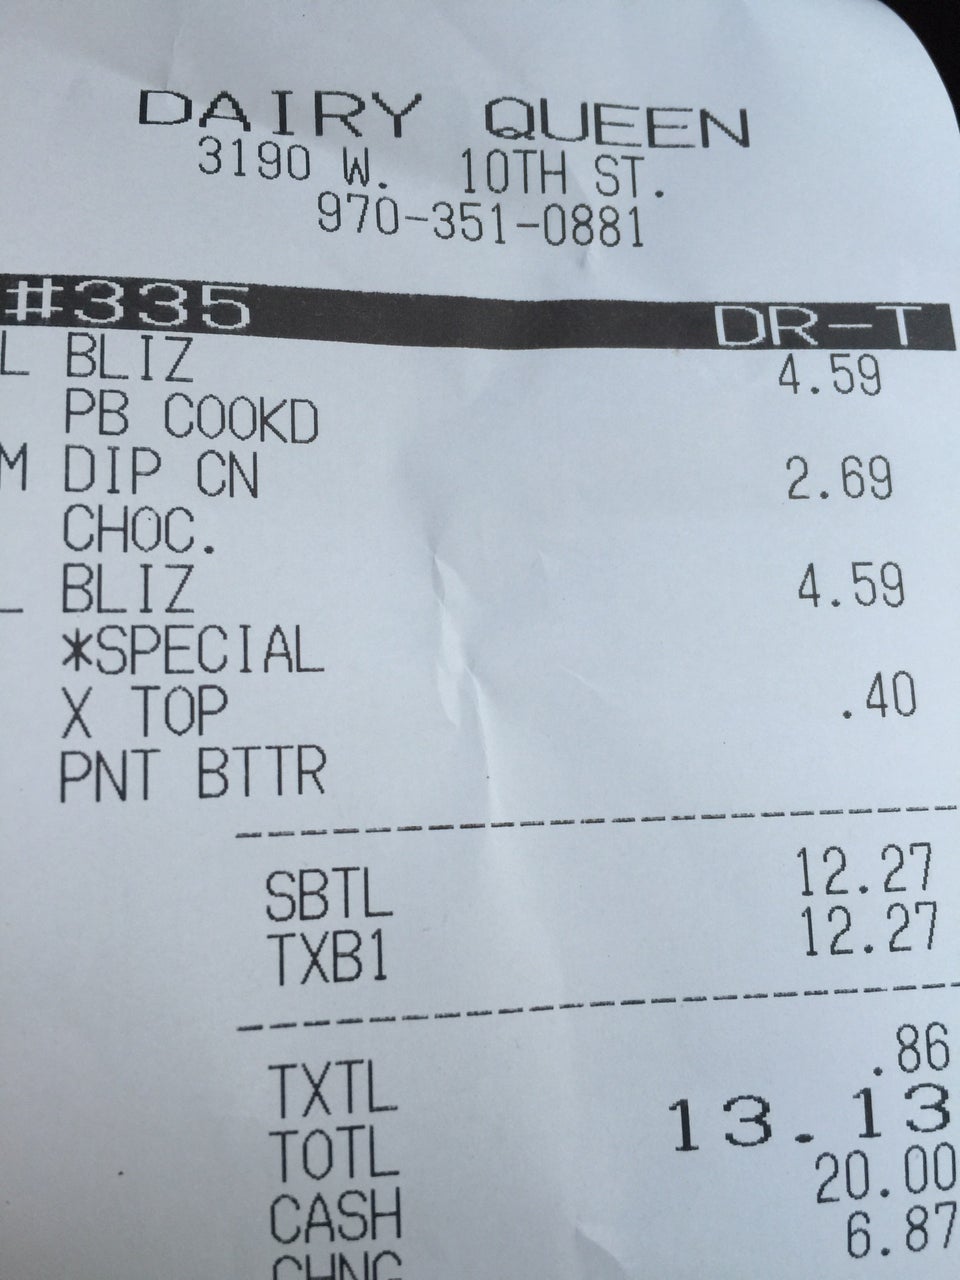 DAIRY QUEEN
3190 W. 10TH ST.
970-351-0881
#335 DR-T
L BLIZ 4.59
PB COOKD
M DIP CN 2.69
CHOC.
L BLIZ 4.59
*SPECIAL
X TOP .40
PNT BTTR
SBTL 12.27
TXB1 12.27
TXTL .86
TOTL 13.13
CASH 20.00
CHNG 6.87